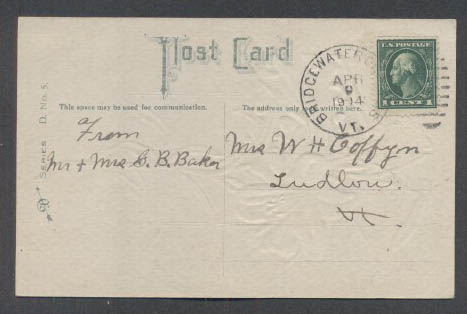 Post Card
This space may be used for communication.
The address only be written here.
SERIES D. No. 5.
BRIDGEWATER
APR
9
1914
VT.
U.S. POSTAGE
1 CENT 1
From
Mr + Mrs C. B. Baker
Mrs W H Coffyn
Ludlow.
Vt.